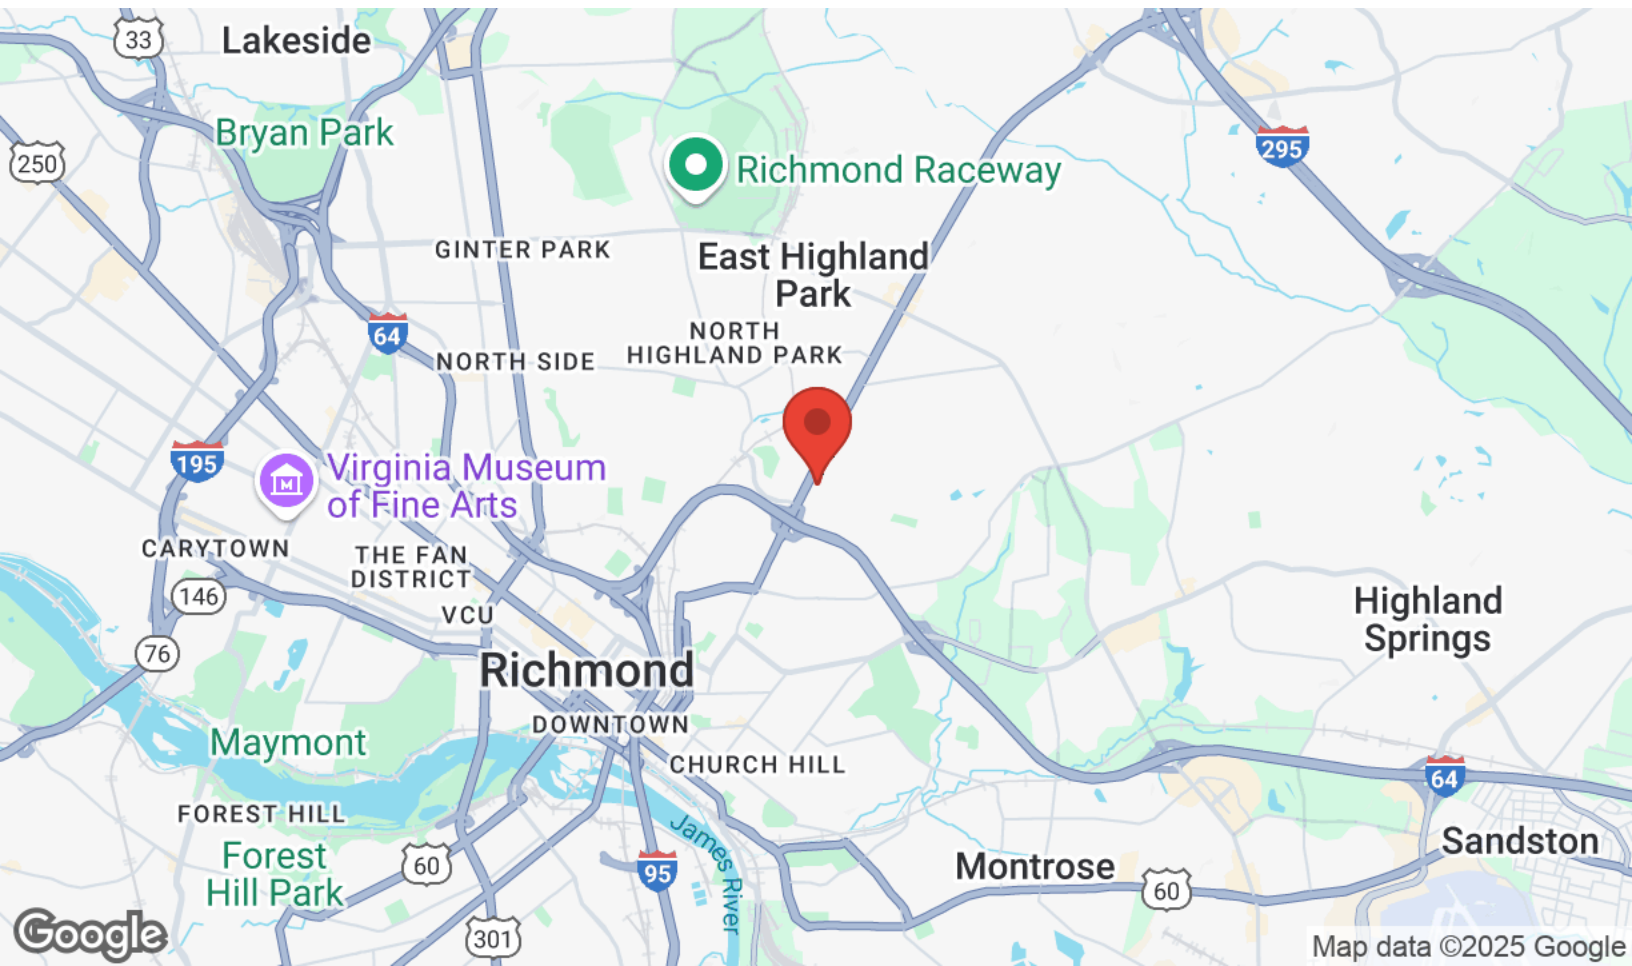 33
Lakeside
Bryan Park
250
295
Richmond Raceway
GINTER PARK
East Highland
Park
64
NORTH
HIGHLAND PARK
NORTH SIDE
195
Virginia Museum
of Fine Arts
CARYTOWN
THE FAN
DISTRICT
146
VCU
Highland
Springs
76
Richmond
DOWNTOWN
Maymont
CHURCH HILL
64
FOREST HILL
James River
Sandston
Forest
Hill Park
60
95
Montrose
60
301
Google
Map data ©2025 Google